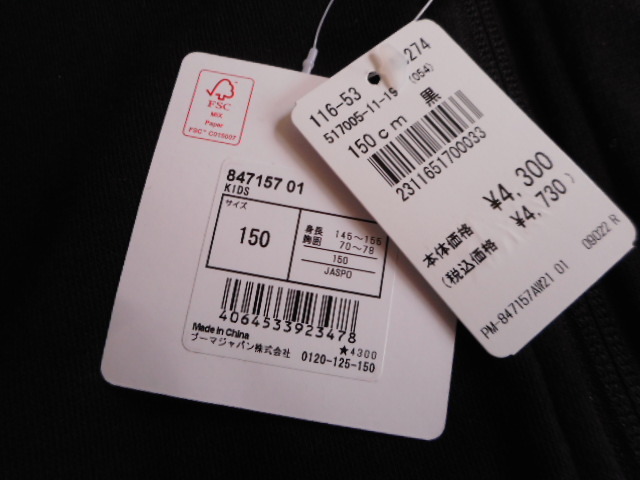 FSC
MIX
Paper
FSC™ C015007
847157 01
KIDS
サイズ
150
身長 145～155
胸囲 70～78
150
JASPO
4064533923478
Made in China
プーマジャパン株式会社
★4300
0120-125-150
274
116-53
(054)
517005-11-19
150cm 黒
2311651700033
本体価格 ¥4,300
(税込価格 ¥4,730)
PM-847157AW21 01
09022 R